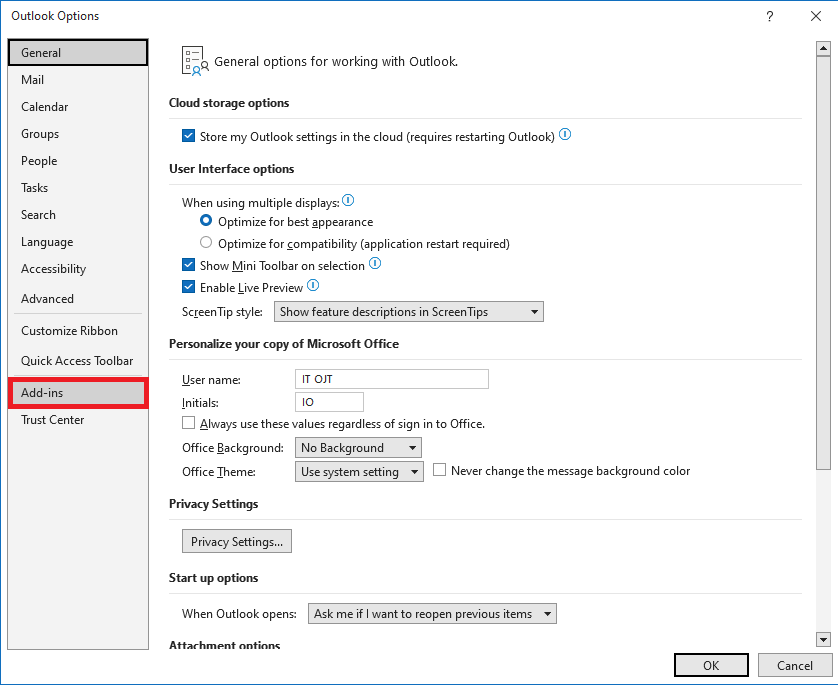 Outlook Options
?
General
Mail
Calendar
Groups
People
Tasks
Search
Language
Accessibility
Advanced
Customize Ribbon
Quick Access Toolbar
Add-ins
Trust Center
General options for working with Outlook.
Cloud storage options
Store my Outlook settings in the cloud (requires restarting Outlook)
User Interface options
When using multiple displays:
Optimize for best appearance
Optimize for compatibility (application restart required)
Show Mini Toolbar on selection
Enable Live Preview
ScreenTip style: Show feature descriptions in ScreenTips
Personalize your copy of Microsoft Office
User name: IT OJT
Initials: IO
Always use these values regardless of sign in to Office.
Office Background: No Background
Office Theme: Use system setting Never change the message background color
Privacy Settings
Privacy Settings...
Start up options
When Outlook opens: Ask me if I want to reopen previous items
Attachment options
OK Cancel